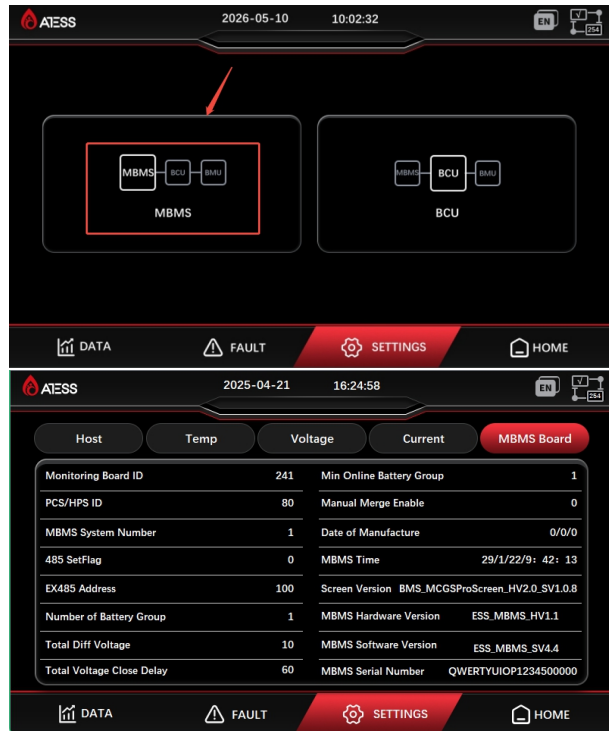 ATESS 2026-05-10 10:02:32 EN √ 254
MBMS BCU BMU
MBMS
MBMS BCU BMU
BCU
DATA FAULT SETTINGS HOME
ATESS 2025-04-21 16:24:58 EN √ 254
Host Temp Voltage Current MBMS Board
Monitoring Board ID 241 Min Online Battery Group 1
PCS/HPS ID 80 Manual Merge Enable 0
MBMS System Number 1 Date of Manufacture 0/0/0
485 SetFlag 0 MBMS Time 29/1/22/9: 42: 13
EX485 Address 100 Screen Version BMS_MCGSProScreen_HV2.0_SV1.0.8
Number of Battery Group 1 MBMS Hardware Version ESS_MBMS_HV1.1
Total Diff Voltage 10 MBMS Software Version ESS_MBMS_SV4.4
Total Voltage Close Delay 60 MBMS Serial Number QWERTYUIOP1234500000
DATA FAULT SETTINGS HOME